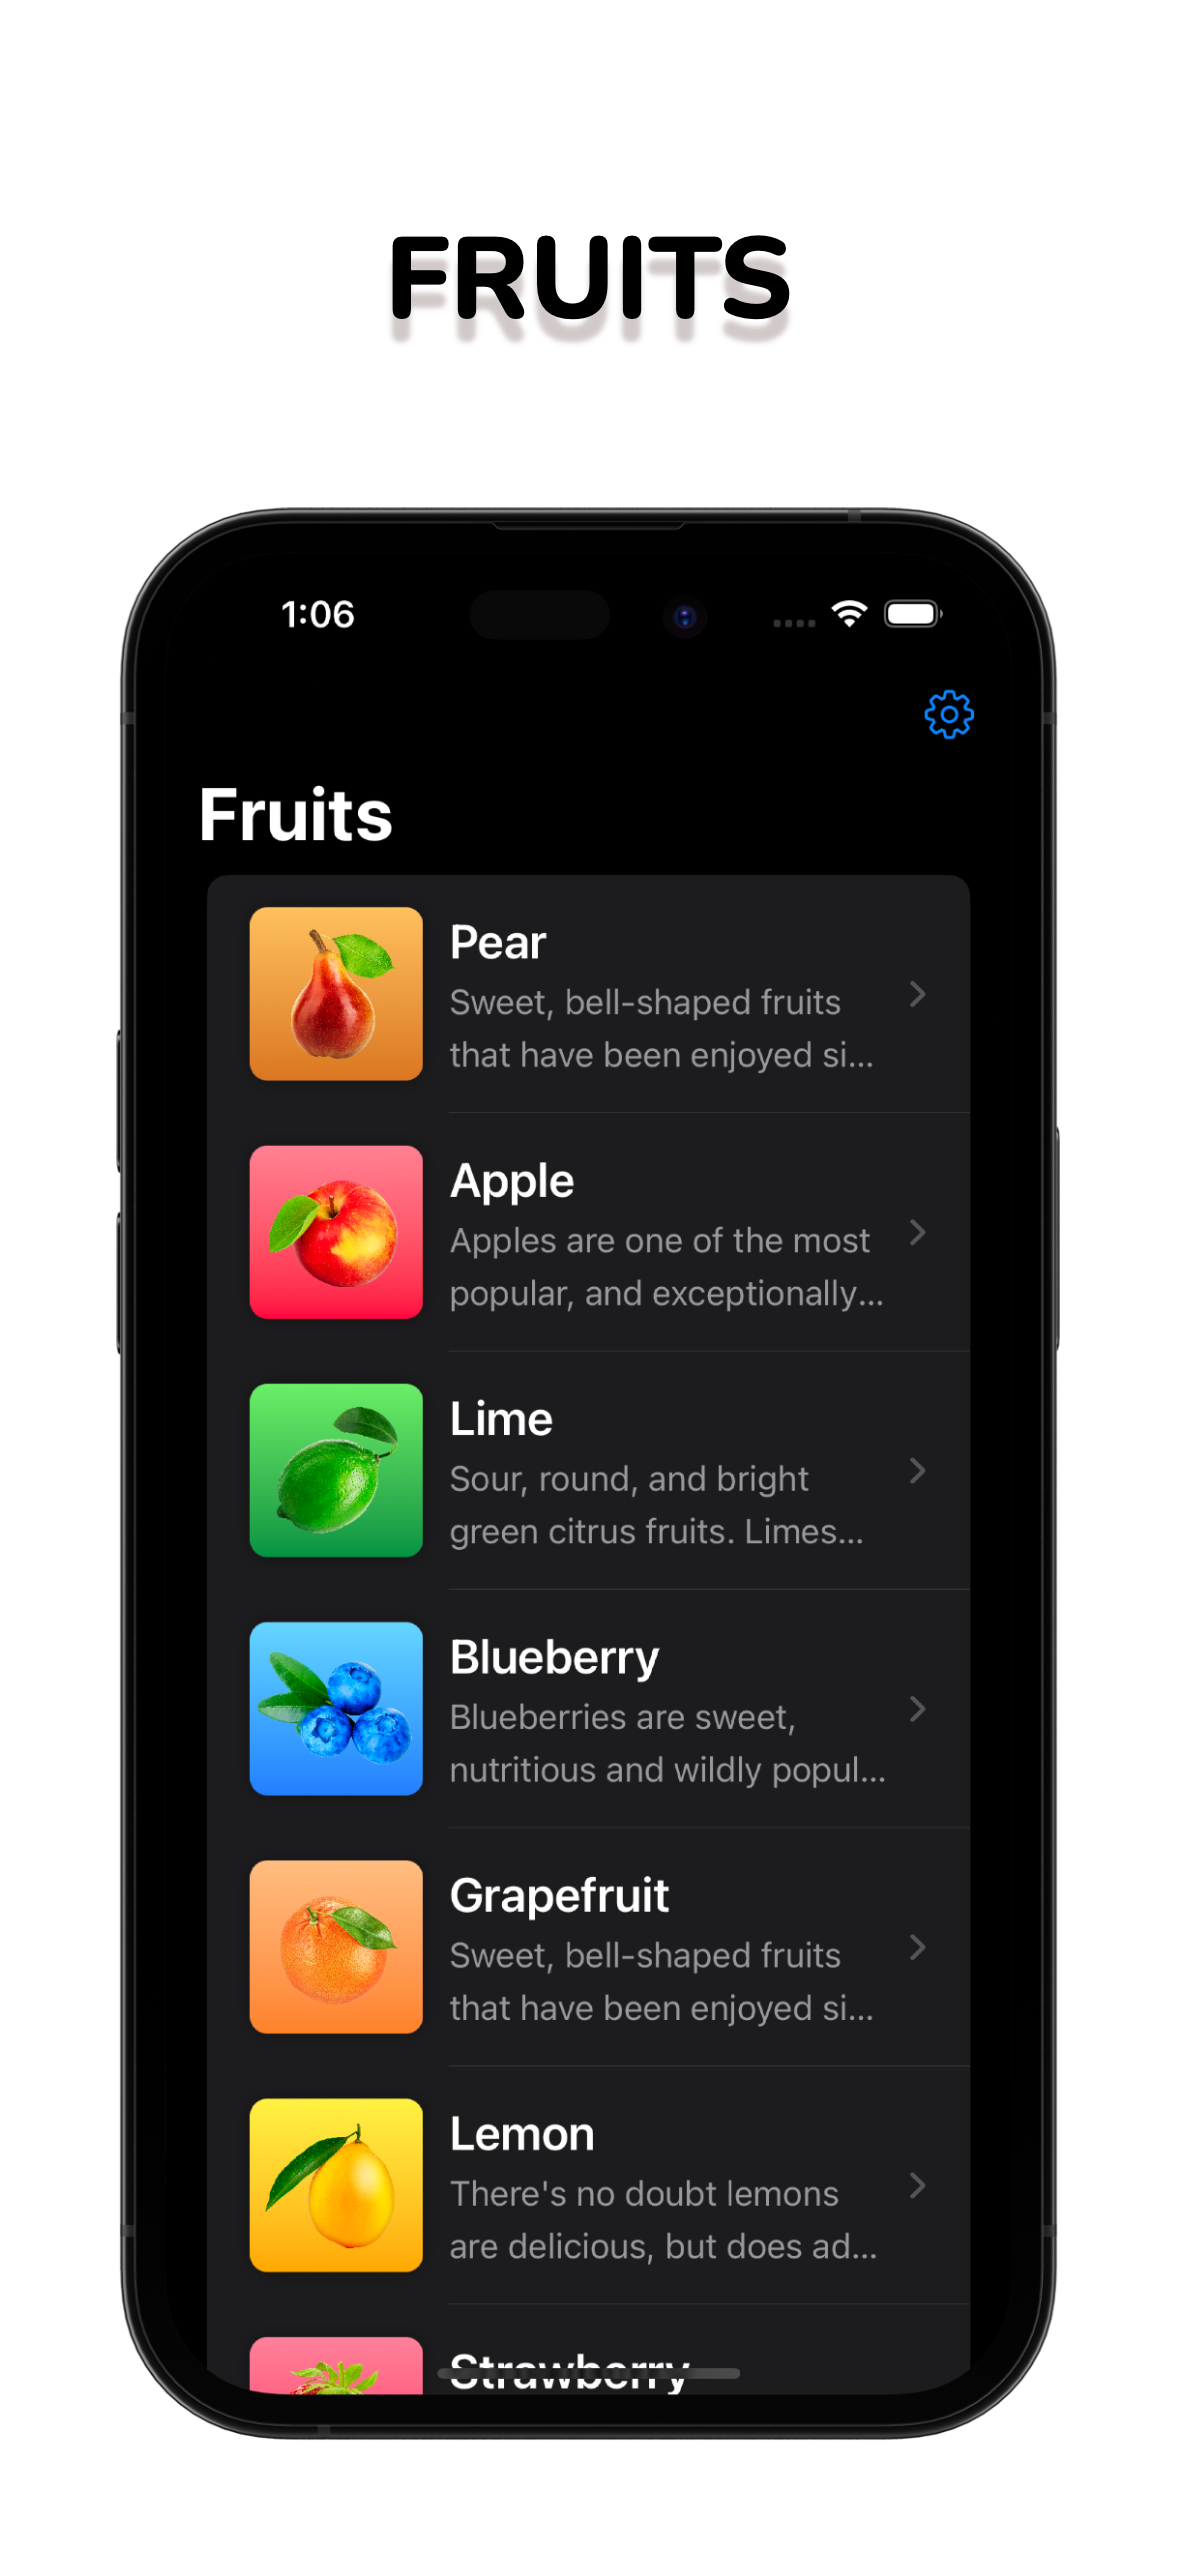 FRUITS
1:06
Fruits
Pear
Sweet, bell-shaped fruits
that have been enjoyed si...
Apple
Apples are one of the most
popular, and exceptionally...
Lime
Sour, round, and bright
green citrus fruits. Limes...
Blueberry
Blueberries are sweet,
nutritious and wildly popul...
Grapefruit
Sweet, bell-shaped fruits
that have been enjoyed si...
Lemon
There's no doubt lemons
are delicious, but does ad...
Strawberry